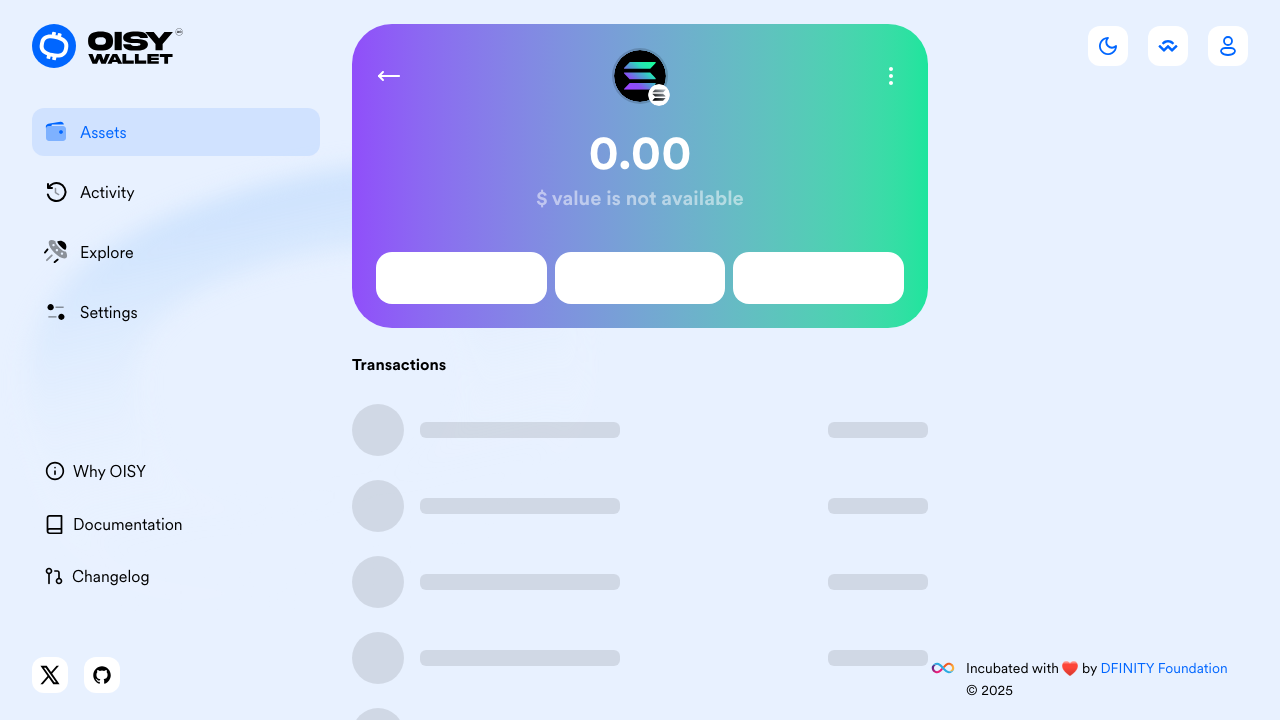 OISY
WALLET
Assets
Activity
Explore
Settings
Why OISY
Documentation
Changelog
0.00
$ value is not available
Transactions
Incubated with ❤️ by DFINITY Foundation
© 2025